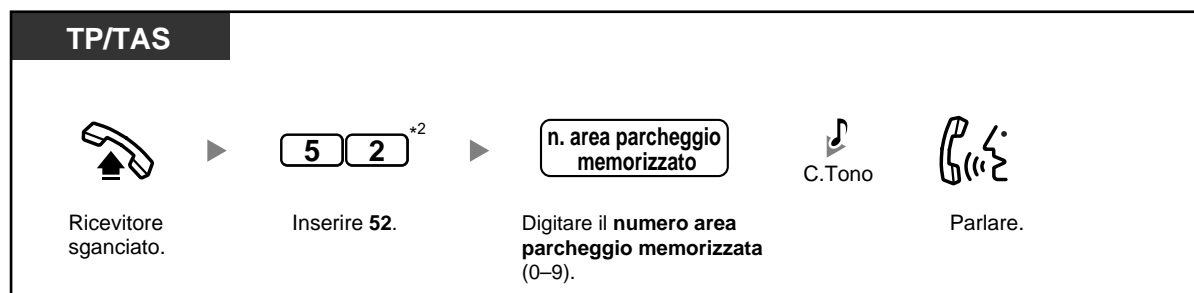 TP/TAS
5 2 *2
n. area parcheggio
memorizzato
C.Tono
Ricevitore
sganciato.
Inserire 52.
Digitare il numero area
parcheggio memorizzata
(0–9).
Parlare.